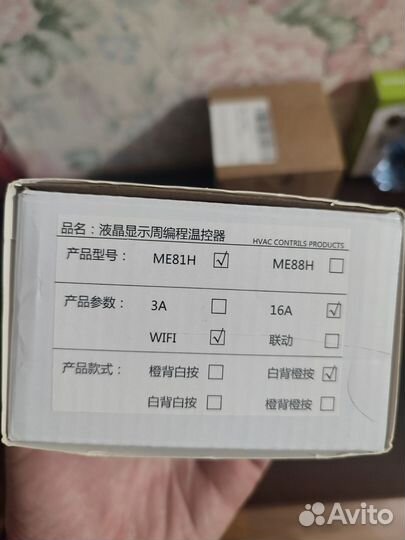 品名：液晶显示周编程温控器
HVAC CONTRILS PRODUCTS
产品型号： ME81H ☑ ME88H ☐
产品参数： 3A ☐ 16A ☑
WIFI ☑ 联动 ☐
产品款式： 橙背白按 ☐ 白背橙按 ☑
白背白按 ☐ 橙背橙按 ☐
Avito